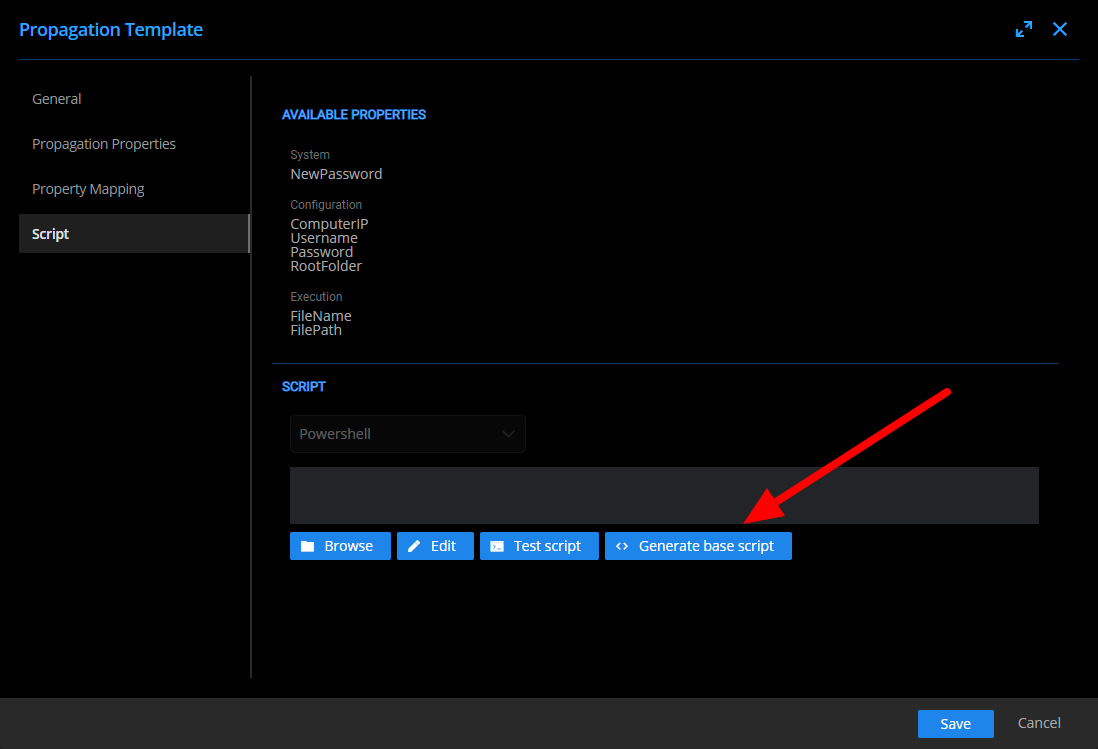 Propagation Template
General
Propagation Properties
Property Mapping
Script
AVAILABLE PROPERTIES
System
NewPassword
Configuration
ComputerIP
Username
Password
RootFolder
Execution
FileName
FilePath
SCRIPT
Powershell
Browse
Edit
Test script
Generate base script
Save
Cancel